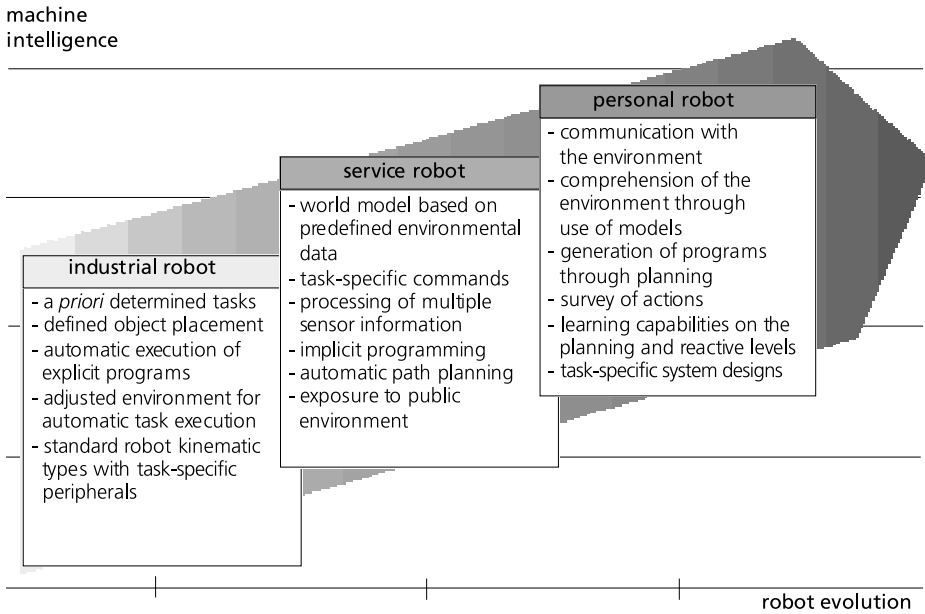 machine
intelligence
personal robot
- communication with
the environment
- comprehension of the
environment through
use of models
- generation of programs
through planning
- survey of actions
- learning capabilities on the
planning and reactive levels
- task-specific system designs
service robot
- world model based on
predefined environmental
data
- task-specific commands
- processing of multiple
sensor information
- implicit programming
- automatic path planning
- exposure to public
environment
industrial robot
- a priori determined tasks
- defined object placement
- automatic execution of
explicit programs
- adjusted environment for
automatic task execution
- standard robot kinematic
types with task-specific
peripherals
robot evolution